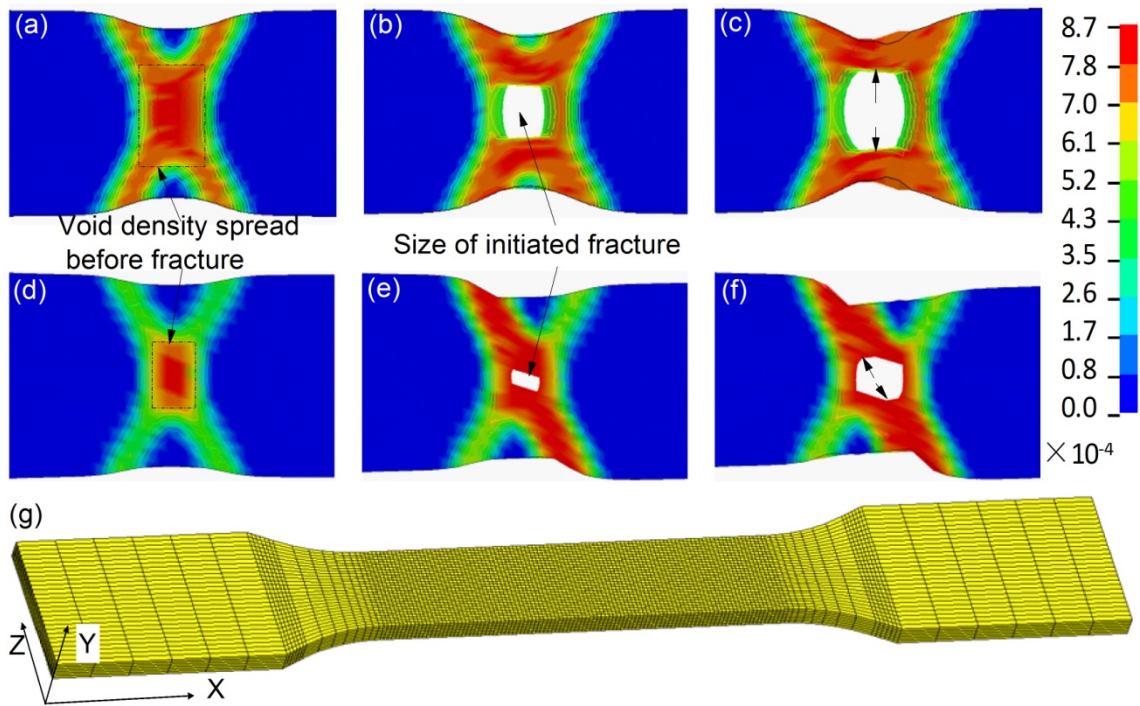 (a)
(b)
(c)
8.7
7.8
7.0
6.1
5.2
4.3
3.5
2.6
1.7
0.8
0.0
× 10-4
Void density spread
before fracture
Size of initiated fracture
(d)
(e)
(f)
(g)
Z
Y
X